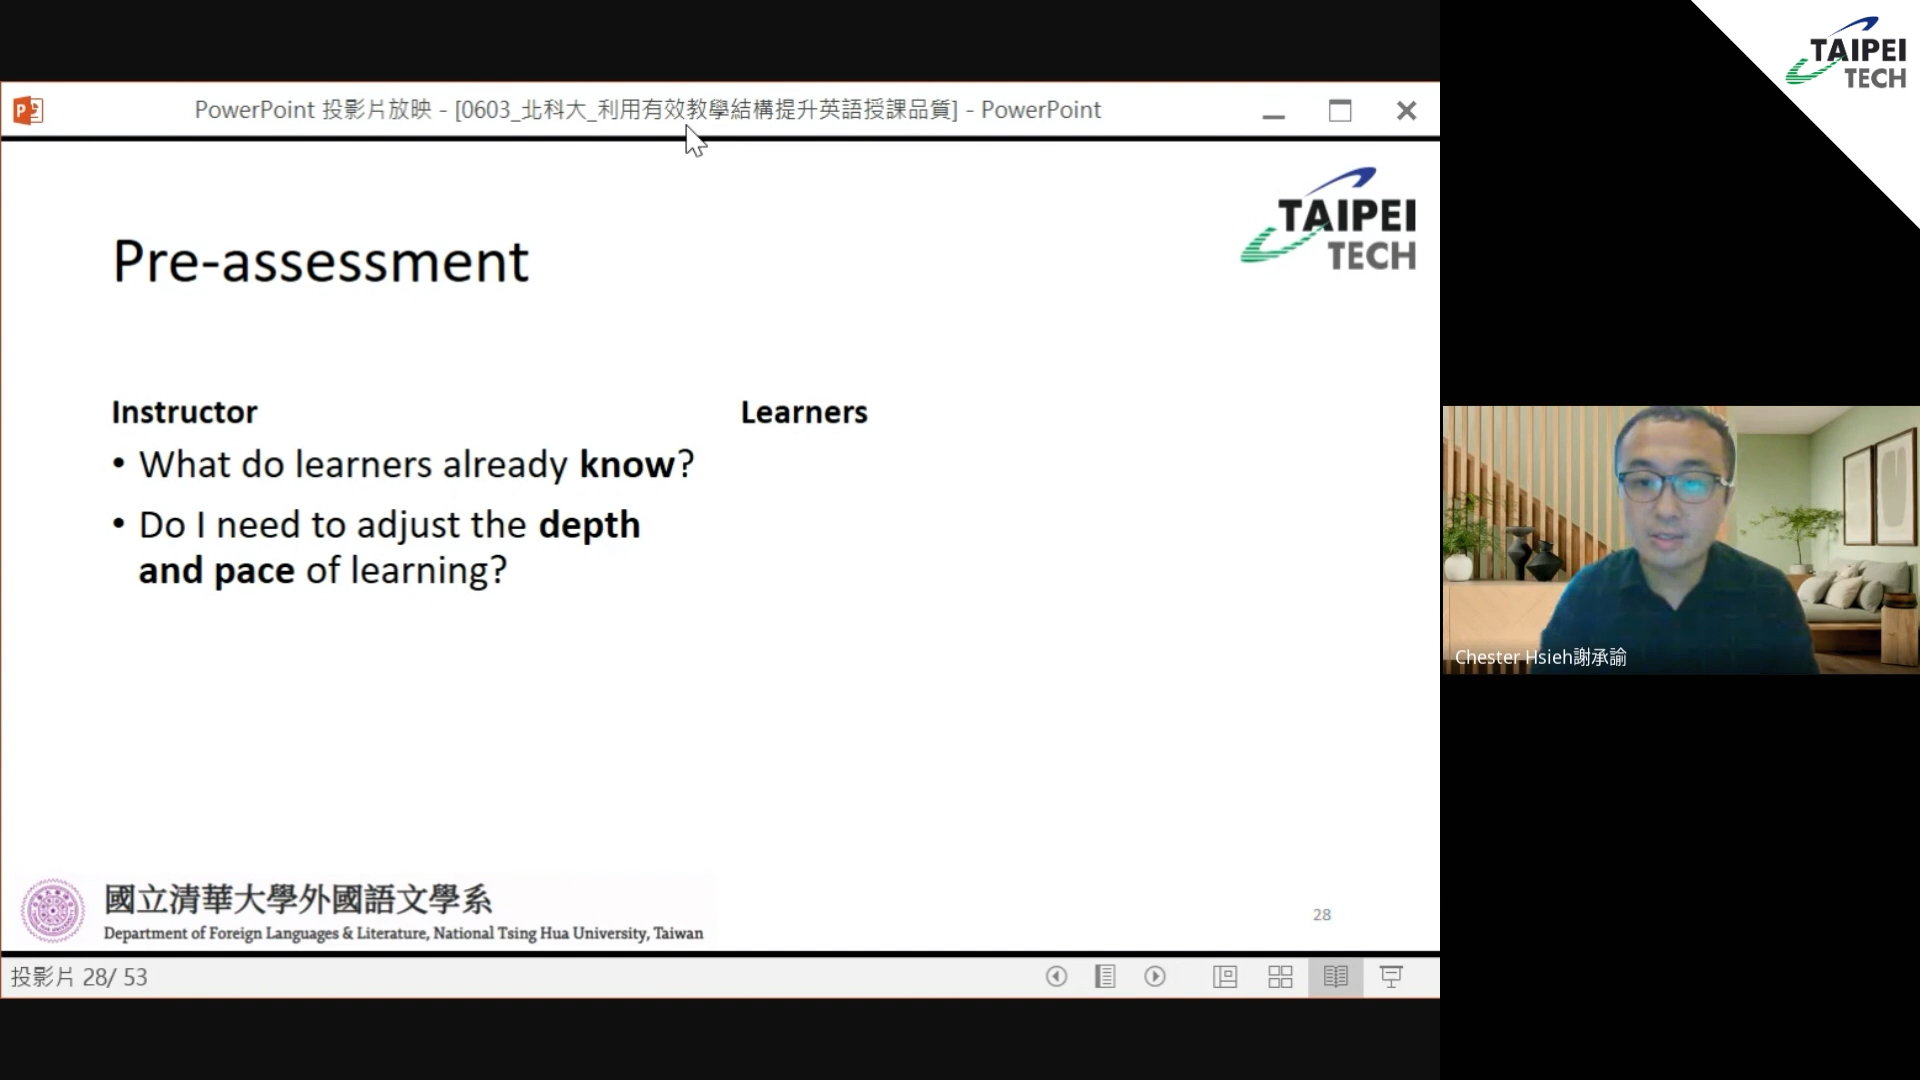 TAIPEI
TECH
PowerPoint 投影片放映 - [0603_北科大_利用有效教學結構提升英語授課品質] - PowerPoint
TAIPEI
TECH
Pre-assessment
Instructor
• What do learners already know?
• Do I need to adjust the depth
and pace of learning?
Learners
Chester Hsieh謝承諭
國立清華大學外國語文學系
Department of Foreign Languages & Literature, National Tsing Hua University, Taiwan
28
投影片 28/ 53